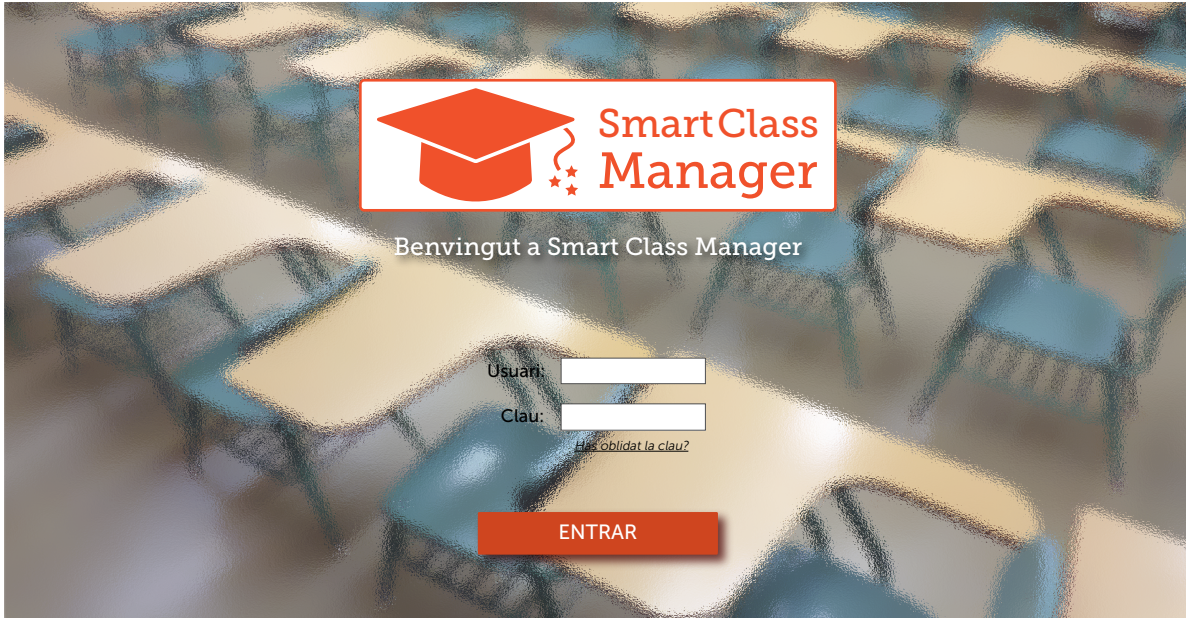 Smart Class
Manager
Benvingut a Smart Class Manager
Usuari:
Clau:
Has oblidat la clau?
ENTRAR